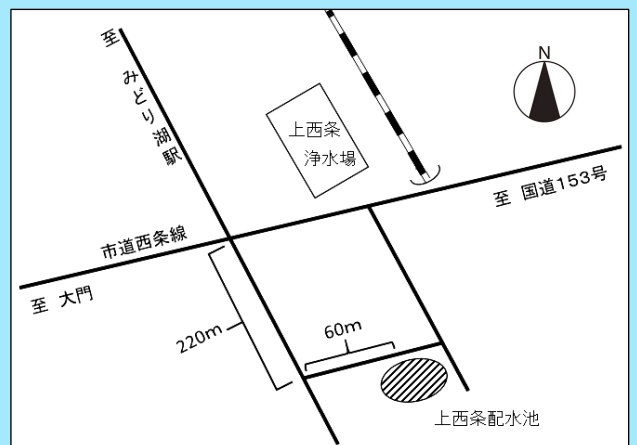 至 みどり湖駅
N
上西条
浄水場
至 国道153号
市道西条線
至 大門
220m
60m
上西条配水池